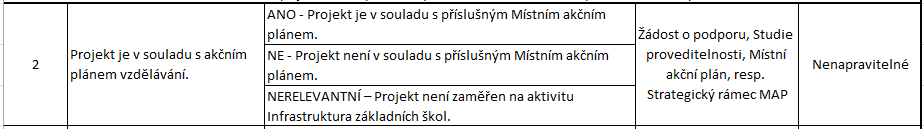 2
Projekt je v souladu s akčním
plánem vzdělávání.
ANO - Projekt je v souladu s příslušným Místním akčním
plánem.
NE - Projekt není v souladu s příslušným Místním akčním
plánem.
NERELEVANTNÍ – Projekt není zaměřen na aktivitu
Infrastruktura základních škol.
Žádost o podporu, Studie
proveditelnosti, Místní
akční plán, resp.
Strategický rámec MAP
Nenapravitelné